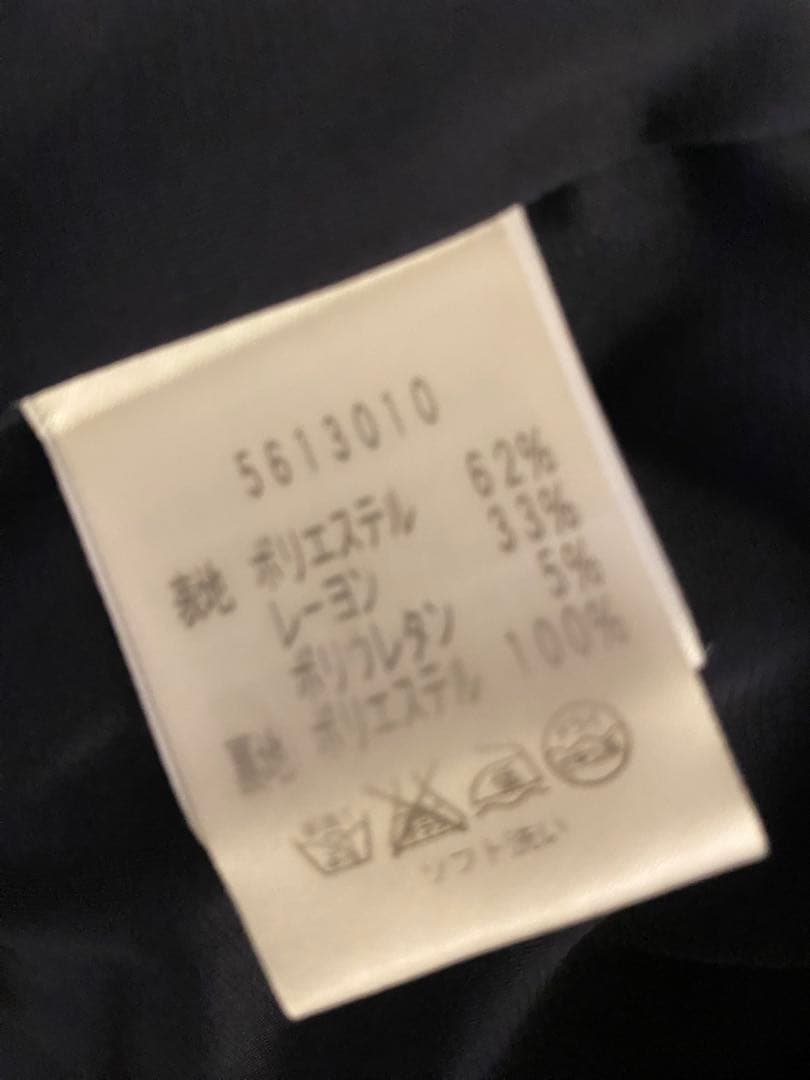 5613010
表地 ポリエステル 62%
レーヨン 33%
ポリウレタン 5%
裏地 ポリエステル 100%
ソフト洗い